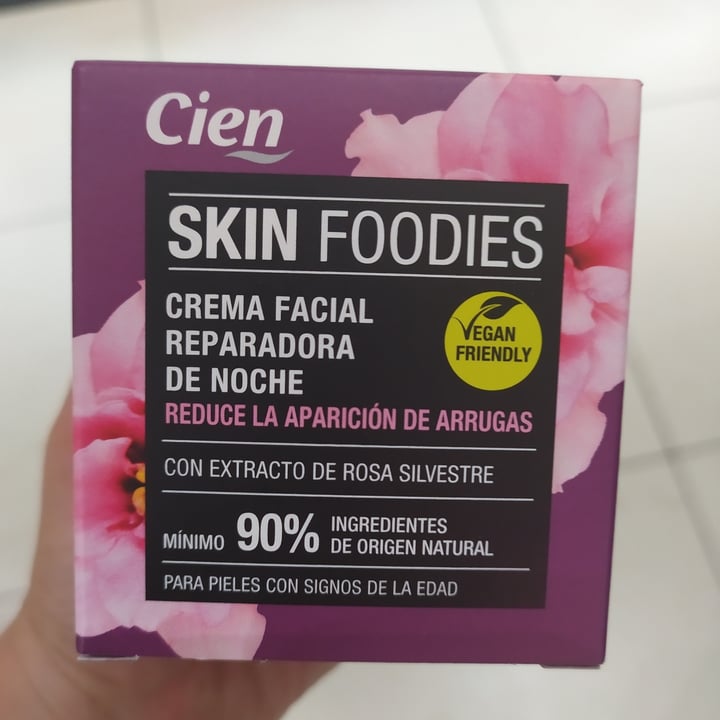 Cien
SKIN FOODIES
CREMA FACIAL
REPARADORA
DE NOCHE
VEGAN
FRIENDLY
REDUCE LA APARICIÓN DE ARRUGAS
CON EXTRACTO DE ROSA SILVESTRE
MÍNIMO 90% INGREDIENTES
DE ORIGEN NATURAL
PARA PIELES CON SIGNOS DE LA EDAD